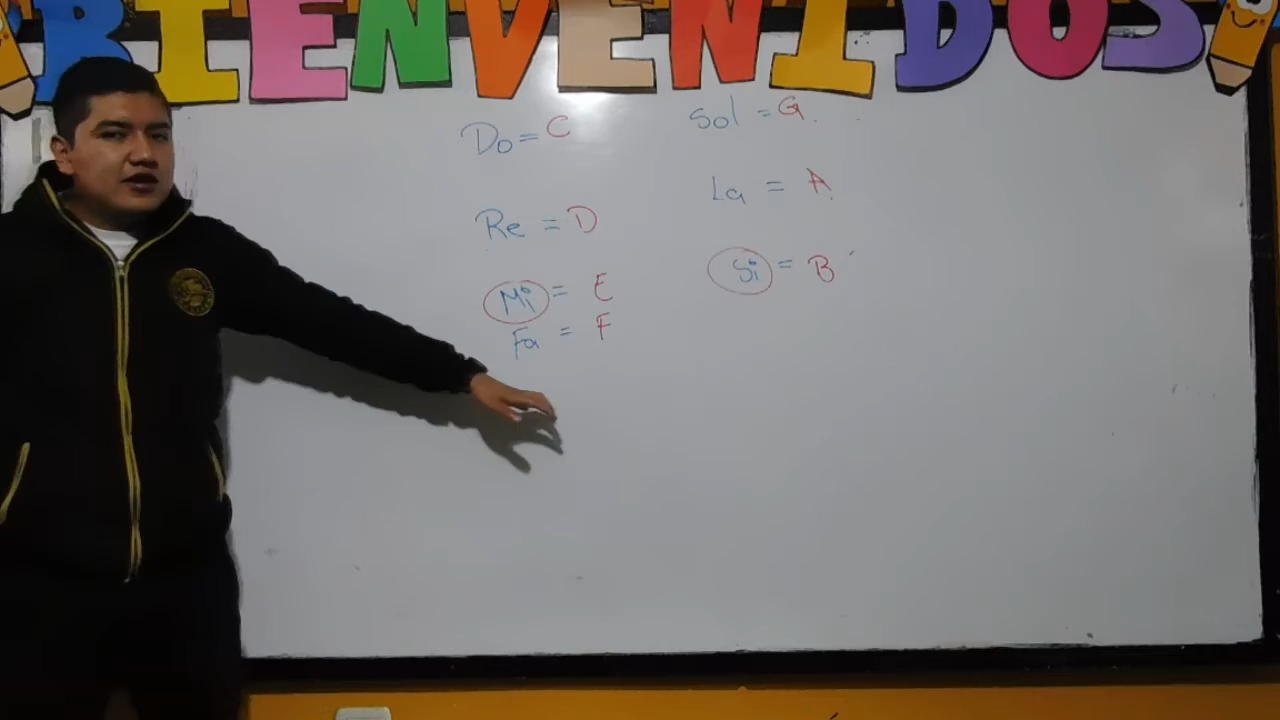 BIENVENIDOS
Do = C
Re = D
Mi = E
Fa = F
Sol = G.
La = A
Si = B